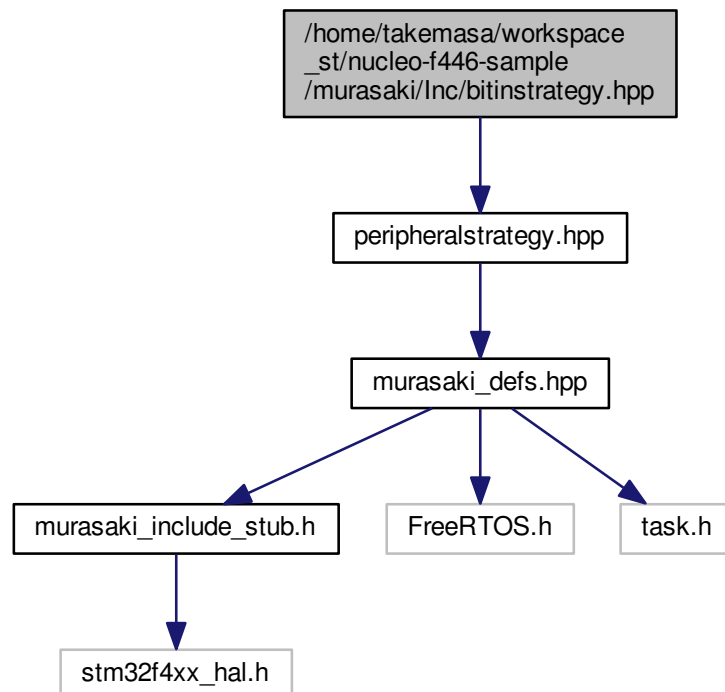 /home/takemasa/workspace
_st/nucleo-f446-sample
/murasaki/Inc/bitinstrategy.hpp
peripheralstrategy.hpp
murasaki_defs.hpp
murasaki_include_stub.h
FreeRTOS.h
task.h
stm32f4xx_hal.h